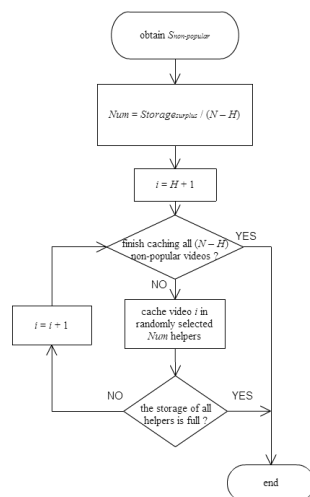 obtain Snon-popular
Num = Storagesurplus / (N – H)
i = H + 1
finish caching all (N – H)
non-popular videos ?
YES
NO
cache video i in
randomly selected
Num helpers
i = i + 1
the storage of all
helpers is full ?
NO
YES
end